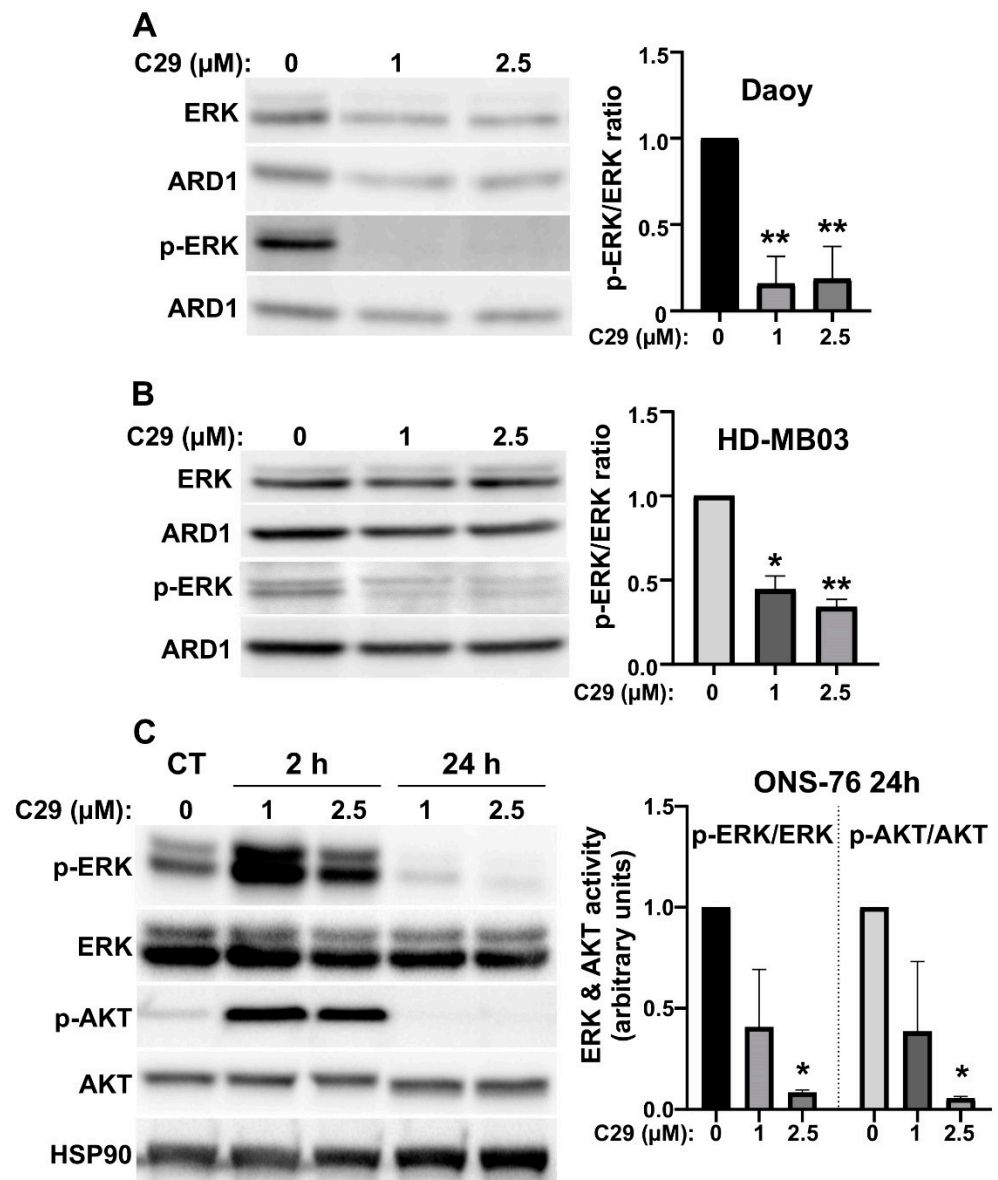 A
C29 (µM): 0 1 2.5
ERK
ARD1
p-ERK
ARD1
Daoy
p-ERK/ERK ratio
1.5
1.0
0.5
0
** **
C29 (µM): 0 1 2.5
B
C29 (µM): 0 1 2.5
ERK
ARD1
p-ERK
ARD1
HD-MB03
p-ERK/ERK ratio
1.5
1.0
0.5
0.0
* **
C29 (µM): 0 1 2.5
C
CT 2 h 24 h
C29 (µM): 0 1 2.5 1 2.5
p-ERK
ERK
p-AKT
AKT
HSP90
ONS-76 24h
p-ERK/ERK p-AKT/AKT
ERK & AKT activity
(arbitrary units)
1.5
1.0
0.5
0.0
* *
C29 (µM): 0 1 2.5 0 1 2.5